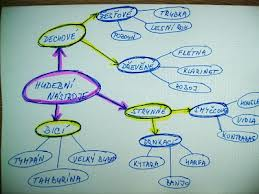 HUDEBNÍ
NÁSTROJE
DECHOVÉ
ŽESŤOVÉ
TRUBKA
LESNÍ ROH
POZOUN
DŘEVĚNÉ
FLÉTNA
KLARINET
HOBOJ
STRUNNÉ
SMYČCOVÉ
HOUSL
VIOLA
KONTRABAS
DRNKACÍ
KYTARA
BANJO
HARFA
BICÍ
TYMPÁN
TAMBURÍNA
VELKÝ BUBEN